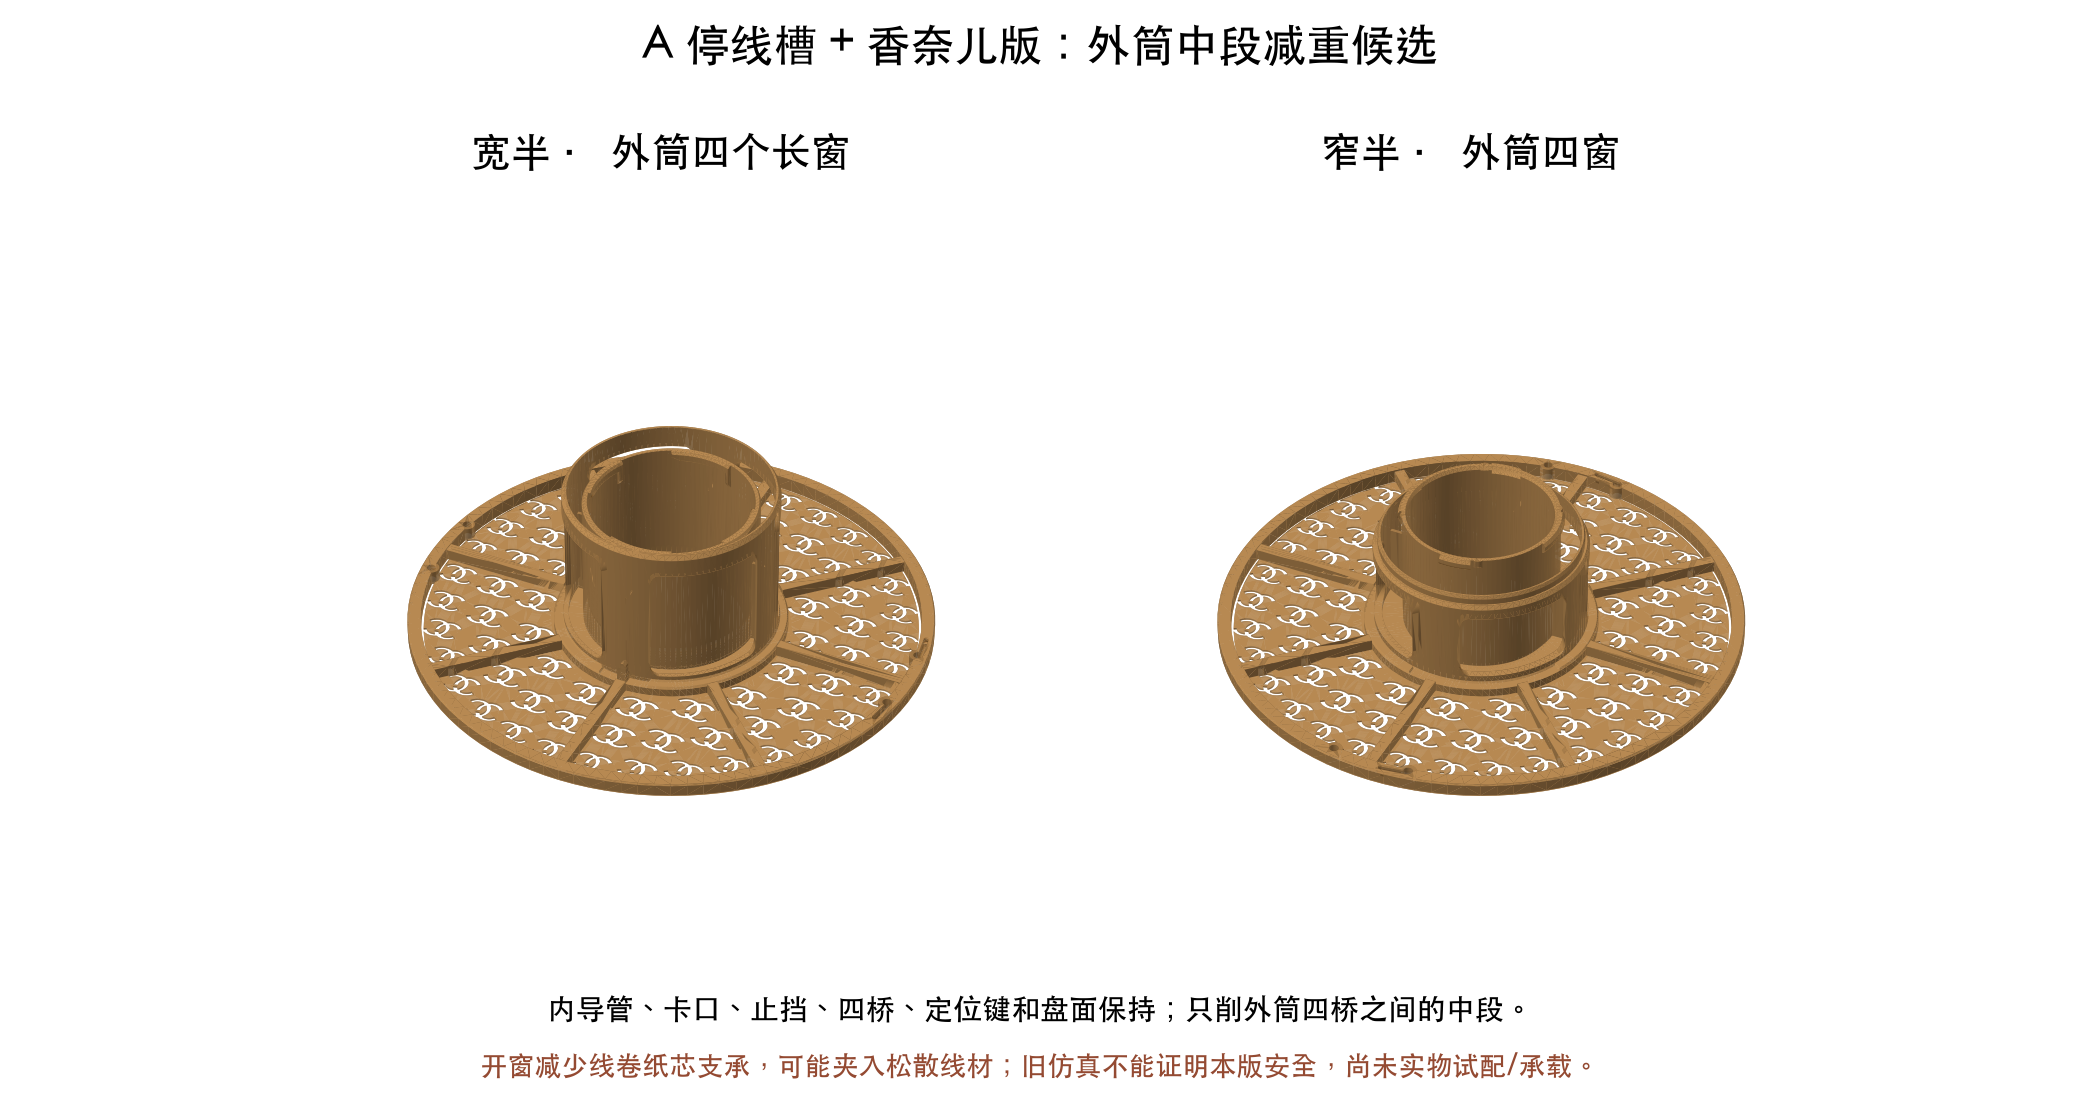 A 停线槽 + 香奈儿版：外筒中段减重候选
宽半· 外筒四个长窗
窄半· 外筒四窗
内导管、卡口、止挡、四桥、定位键和盘面保持；只削外筒四桥之间的中段。
开窗减少线卷纸芯支承，可能夹入松散线材；旧仿真不能证明本版安全，尚未实物试配/承载。